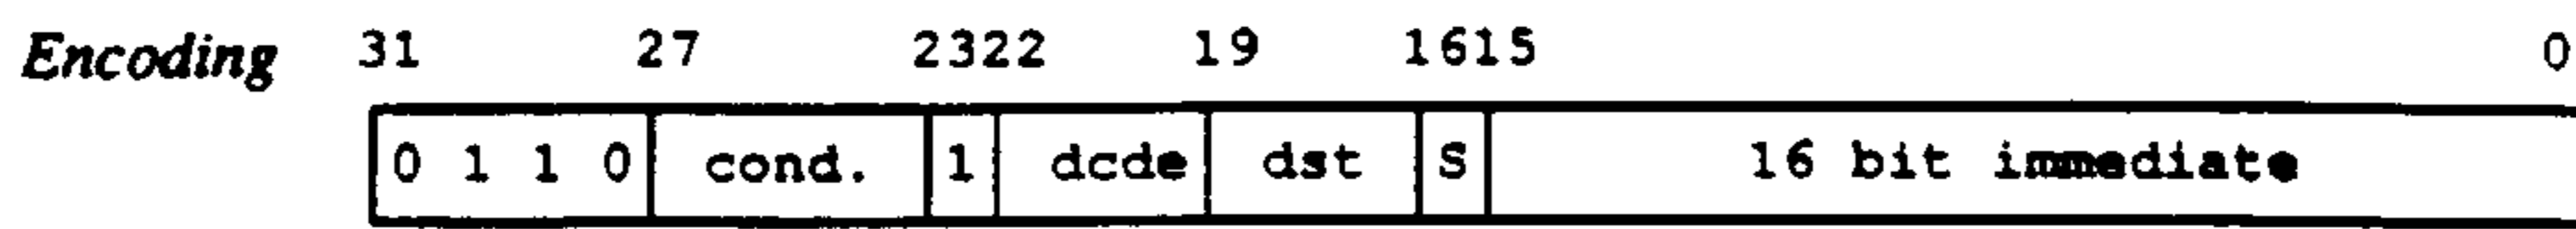 Encoding 31 27 2322 19 1615 0
0 1 1 0 cond. 1 dcde dst S 16 bit immediate